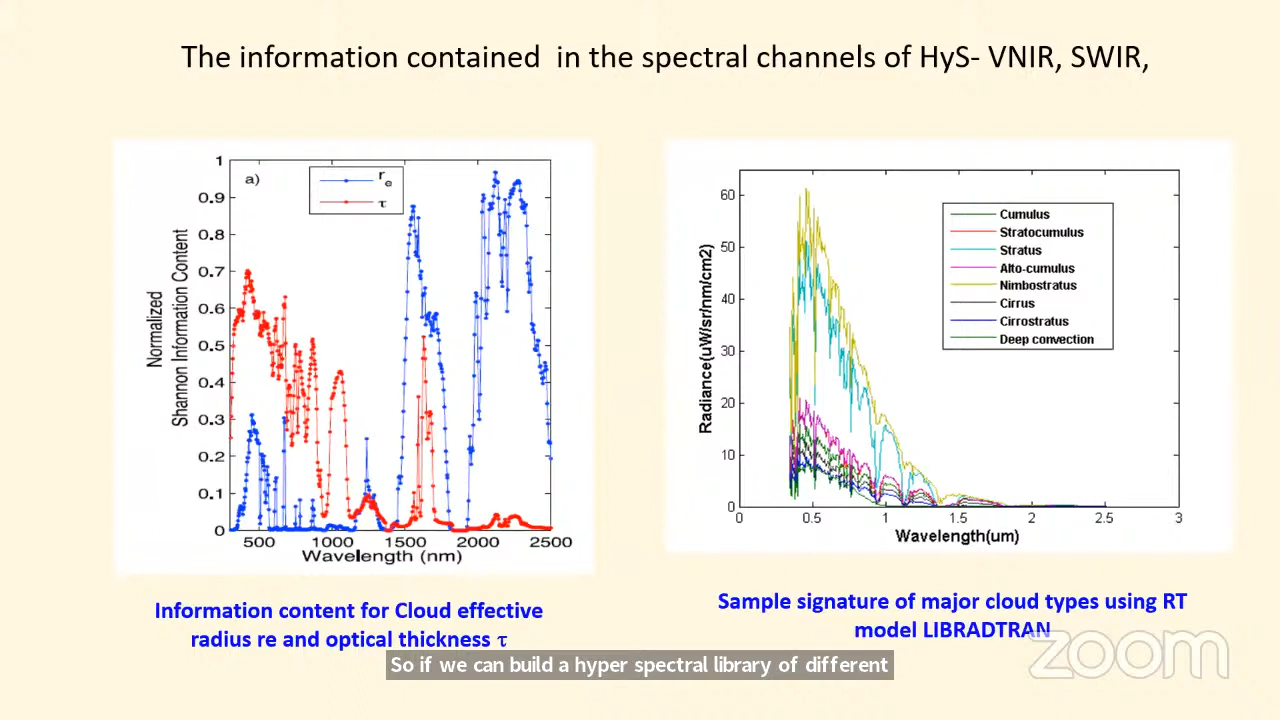 The information contained in the spectral channels of HyS- VNIR, SWIR,
a)
re
τ
1
0.9
0.8
0.7
0.6
0.5
0.4
0.3
0.2
0.1
0
Normalized
Shannon Information Content
500 1000 1500 2000 2500
Wavelength (nm)
Information content for Cloud effective
radius re and optical thickness τ
60
50
40
30
20
10
0
Radiance(uW/sr/nm/cm2)
Cumulus
Stratocumulus
Stratus
Alto-cumulus
Nimbostratus
Cirrus
Cirrostratus
Deep convection
0 0.5 1 1.5 2 2.5 3
Wavelength(um)
Sample signature of major cloud types using RT
model LIBRADTRAN
zoom
So if we can build a hyper spectral library of different